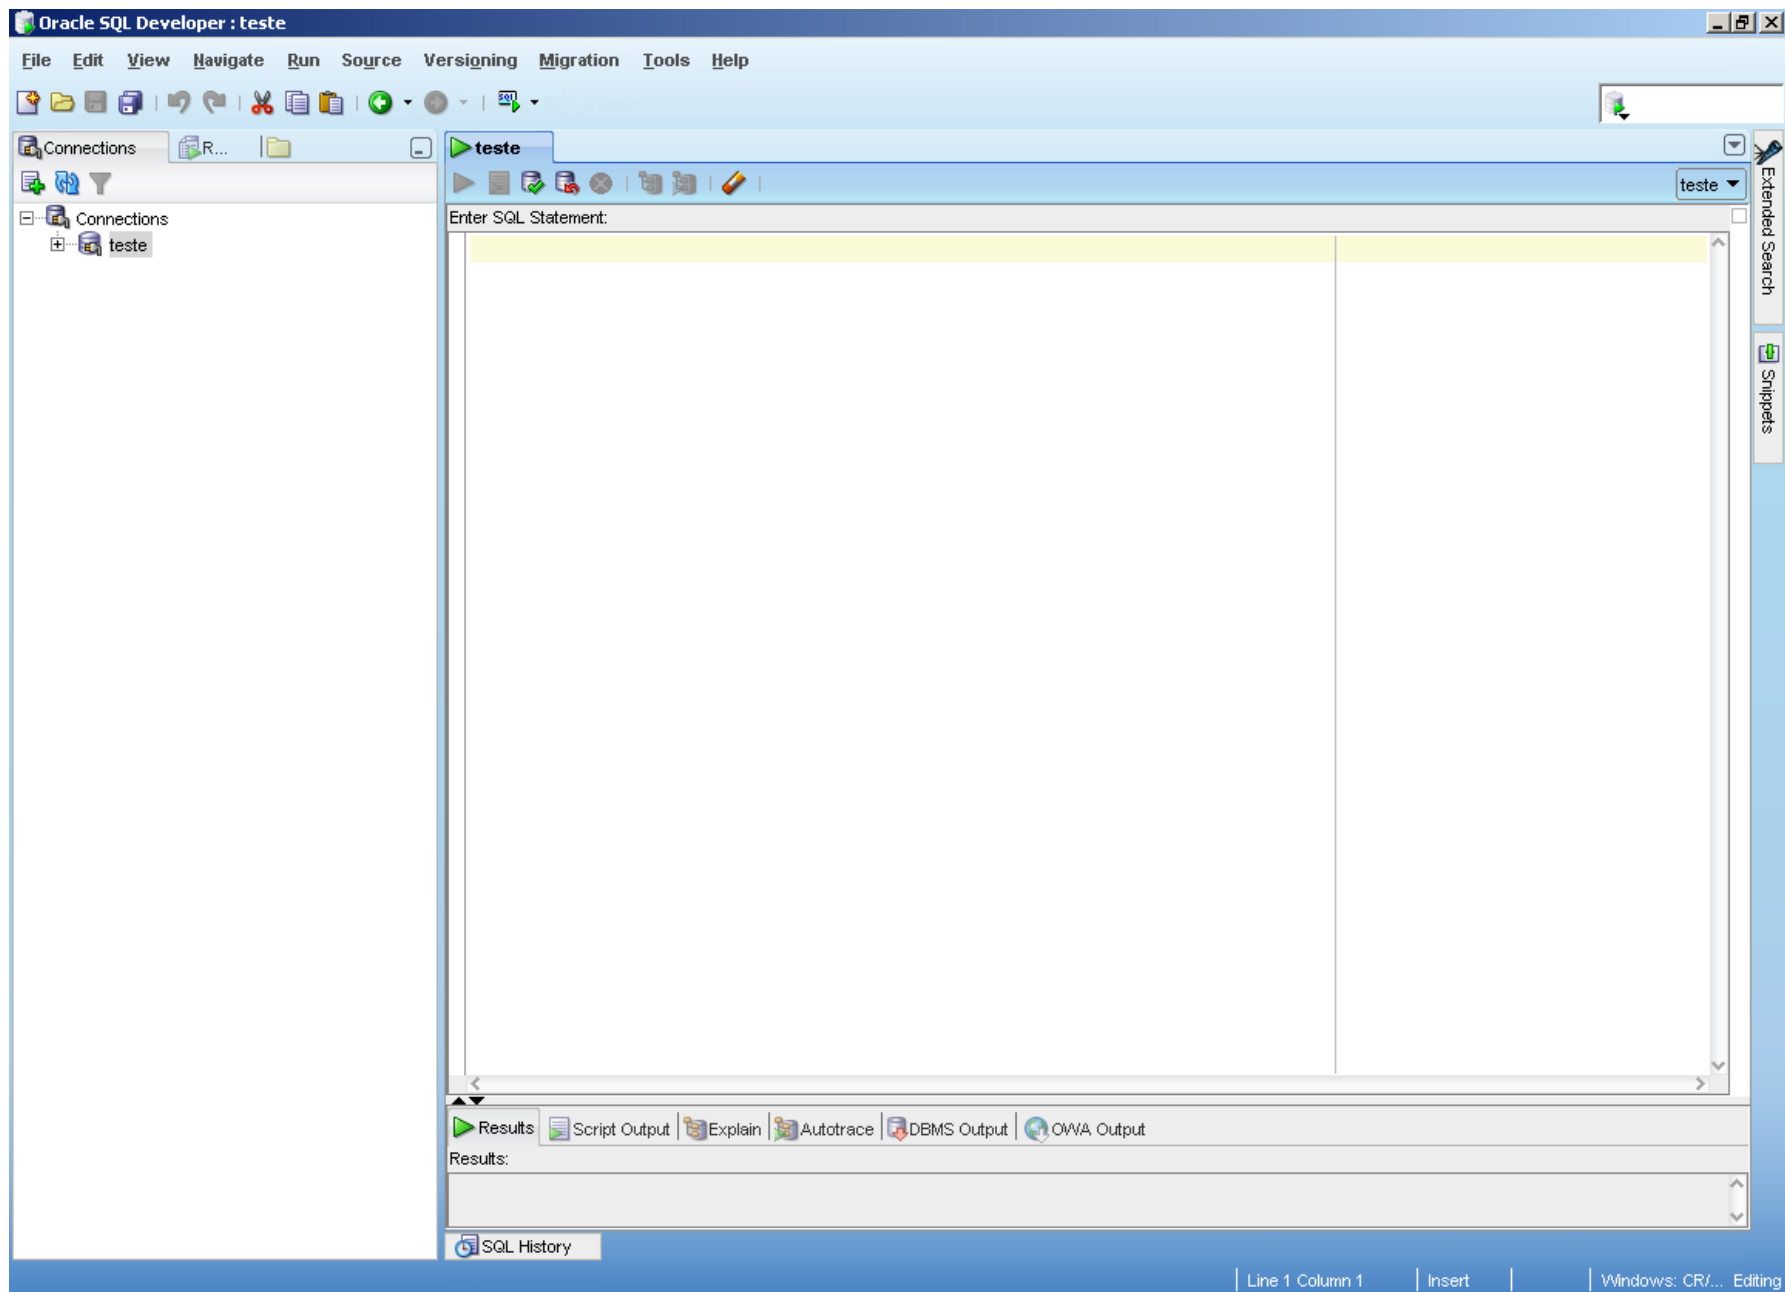 Oracle SQL Developer : teste
File Edit View Navigate Run Source Versioning Migration Tools Help
Connections R...
teste
teste
Connections
teste
Enter SQL Statement:
Extended Search
Snippets
Results Script Output Explain Autotrace DBMS Output OWA Output
Results:
SQL History
Line 1 Column 1 Insert Windows: CR/... Editing